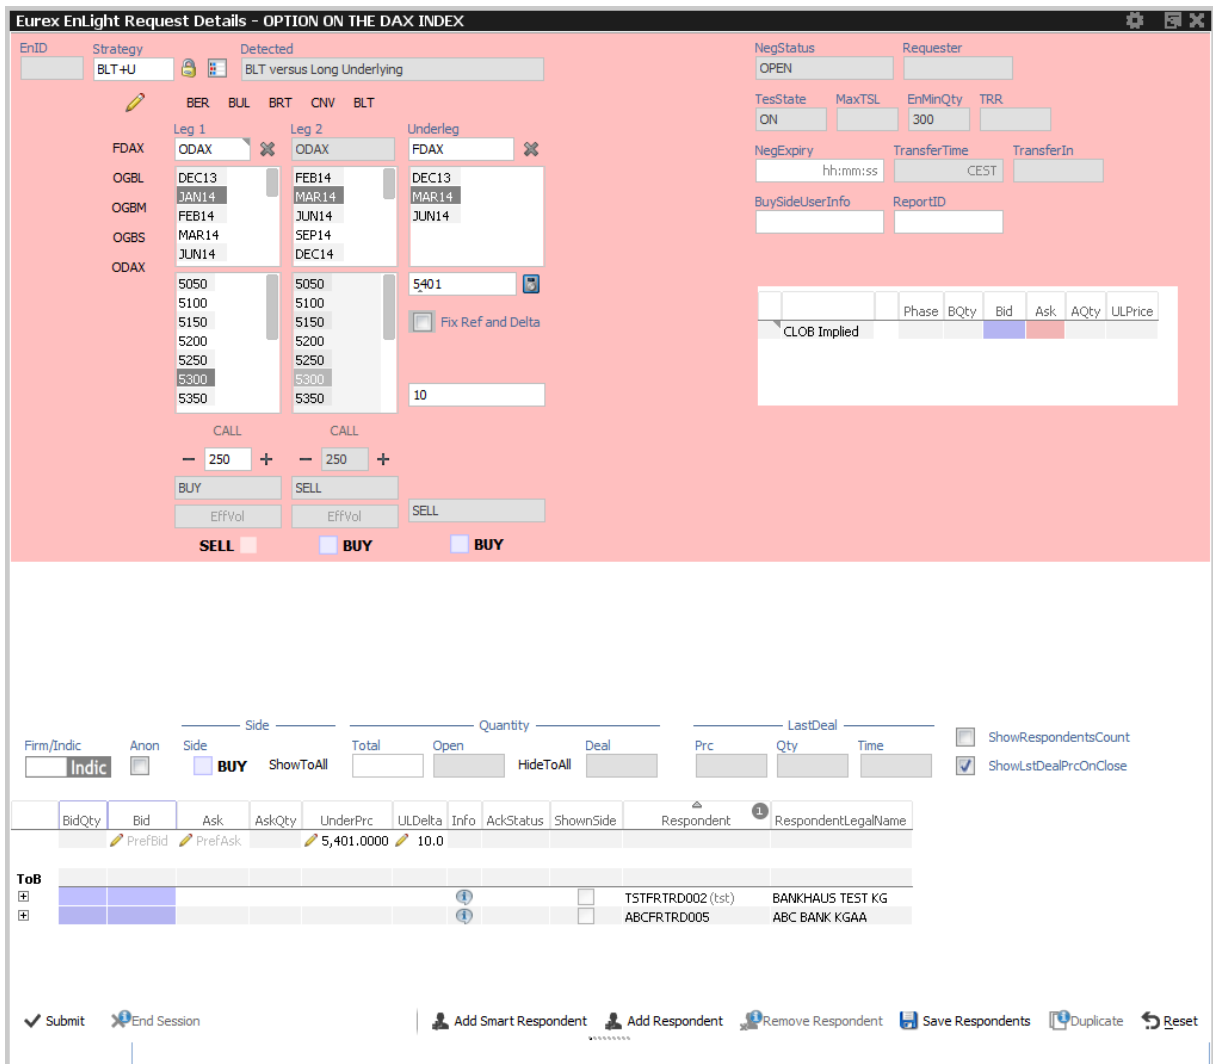 Eurex EnLight Request Details - OPTION ON THE DAX INDEX
EnID Strategy Detected NegStatus Requester
BLT+U BLT versus Long Underlying OPEN
BER BUL BRT CNV BLT TesState MaxTSL EnMinQty TRR
ON 300
Leg 1 Leg 2 Underleg
FDAX ODAX ODAX FDAX NegExpiry TransferTime TransferIn
hh:mm:ss CEST
OGBL DEC13 FEB14 DEC13
JAN14 MAR14 MAR14 BuySideUserInfo ReportID
OGBM FEB14 JUN14 JUN14
OGBS MAR14 SEP14
JUN14 DEC14
ODAX
5050 5050 5401
5100 5100
5150 5150 Fix Ref and Delta Phase BQty Bid Ask AQty ULPrice
5200 5200 CLOB Implied
5250 5250
5300 5300
5350 5350 10
CALL CALL
250 250
BUY SELL
EffVol EffVol SELL
SELL BUY BUY
Side Quantity LastDeal
Firm/Indic Anon Side Total Open Deal Prc Qty Time ShowRespondentsCount
Indic BUY ShowToAll HideToAll ShowLstDealPrcOnClose
BidQty Bid Ask AskQty UnderPrc ULDelta Info AckStatus ShownSide Respondent 1 RespondentLegalName
PrefBid PrefAsk 5,401.0000 10.0
ToB
TSTFRTRD002 (tst) BANKHAUS TEST KG
ABCFRTRD005 ABC BANK KGAA
Submit End Session Add Smart Respondent Add Respondent Remove Respondent Save Respondents Duplicate Reset